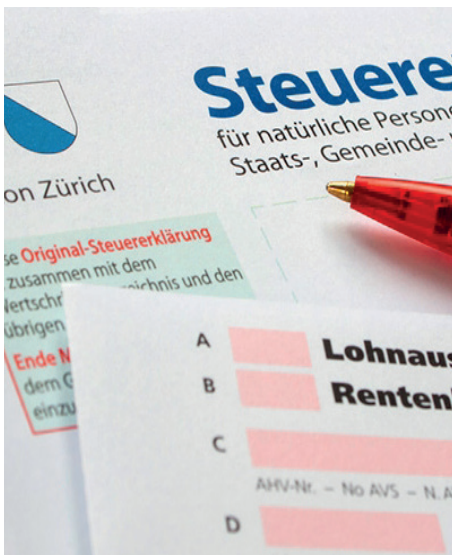 Steuere
für natürliche Persone
Staats-, Gemeinde-
on Zürich
se Original-Steuererklärung
zusammen mit dem
Wertschr ichnis und den
übrigen
Ende N
dem G
einzu
A
Lohnaus
B
Renten
C
AHV-Nr. – No AVS – N. A
D